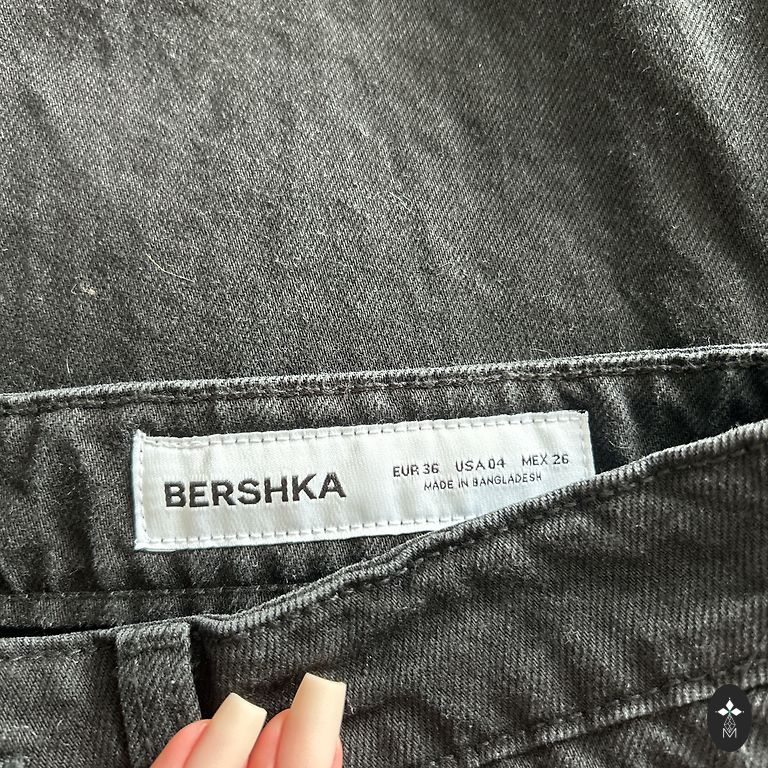 BERSHKA
EUR 36 USA 04 MEX 26
MADE IN BANGLADESH
M